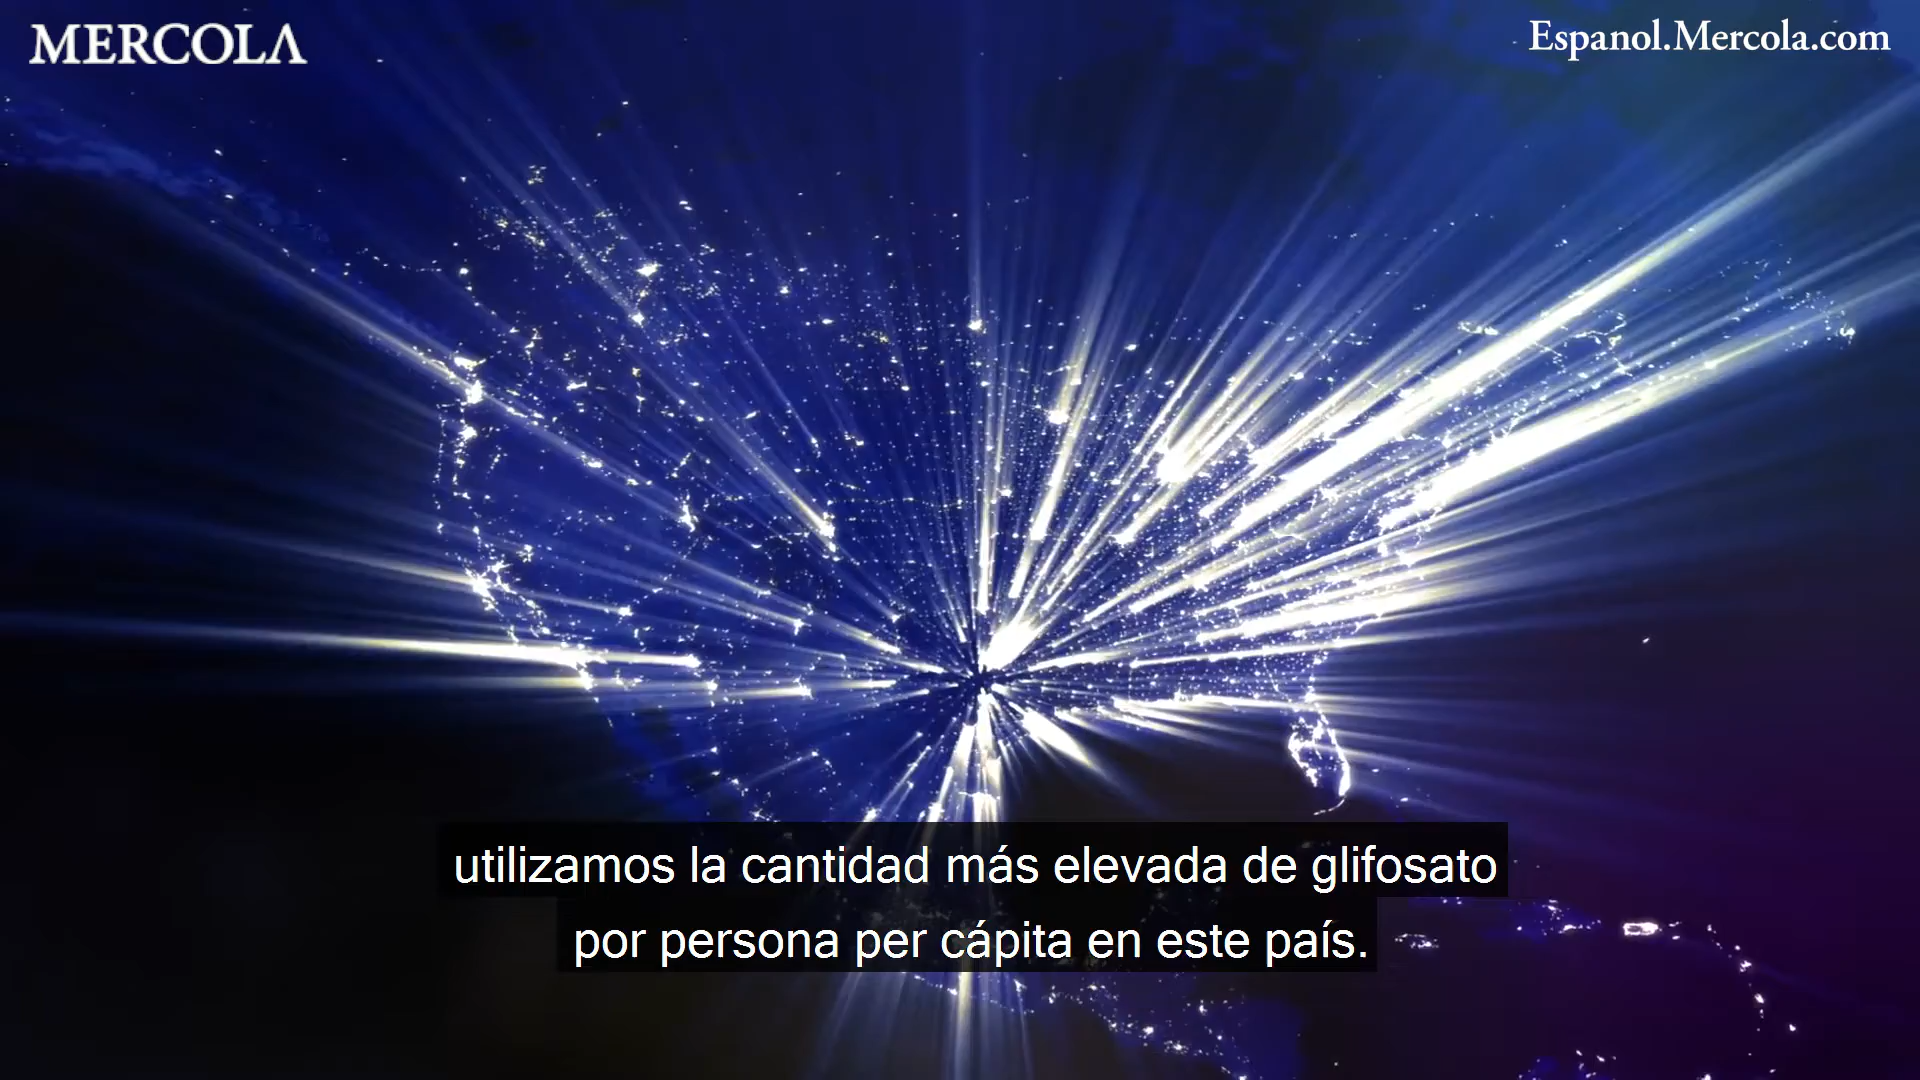 MERCOLA
Espanol.Mercola.com
utilizamos la cantidad más elevada de glifosato
por persona per cápita en este país.